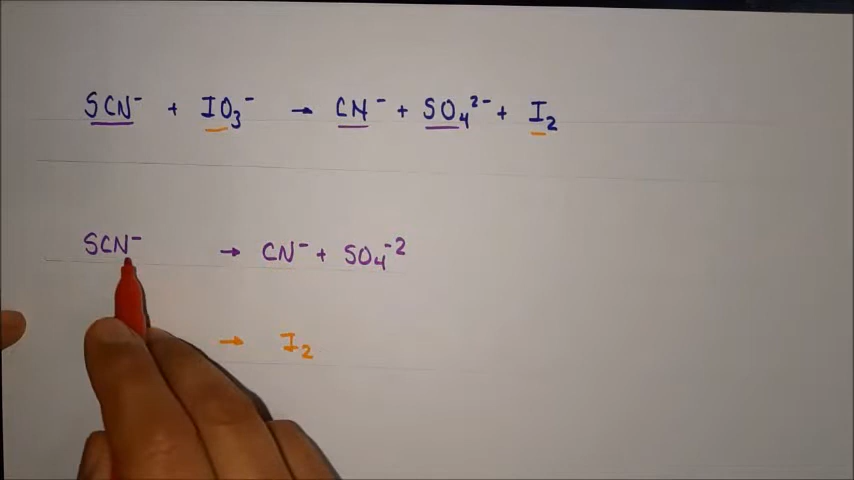 SCN⁻ + IO₃⁻ → CN⁻ + SO₄²⁻ + I₂
SCN⁻ → CN⁻ + SO₄⁻²
→ I₂